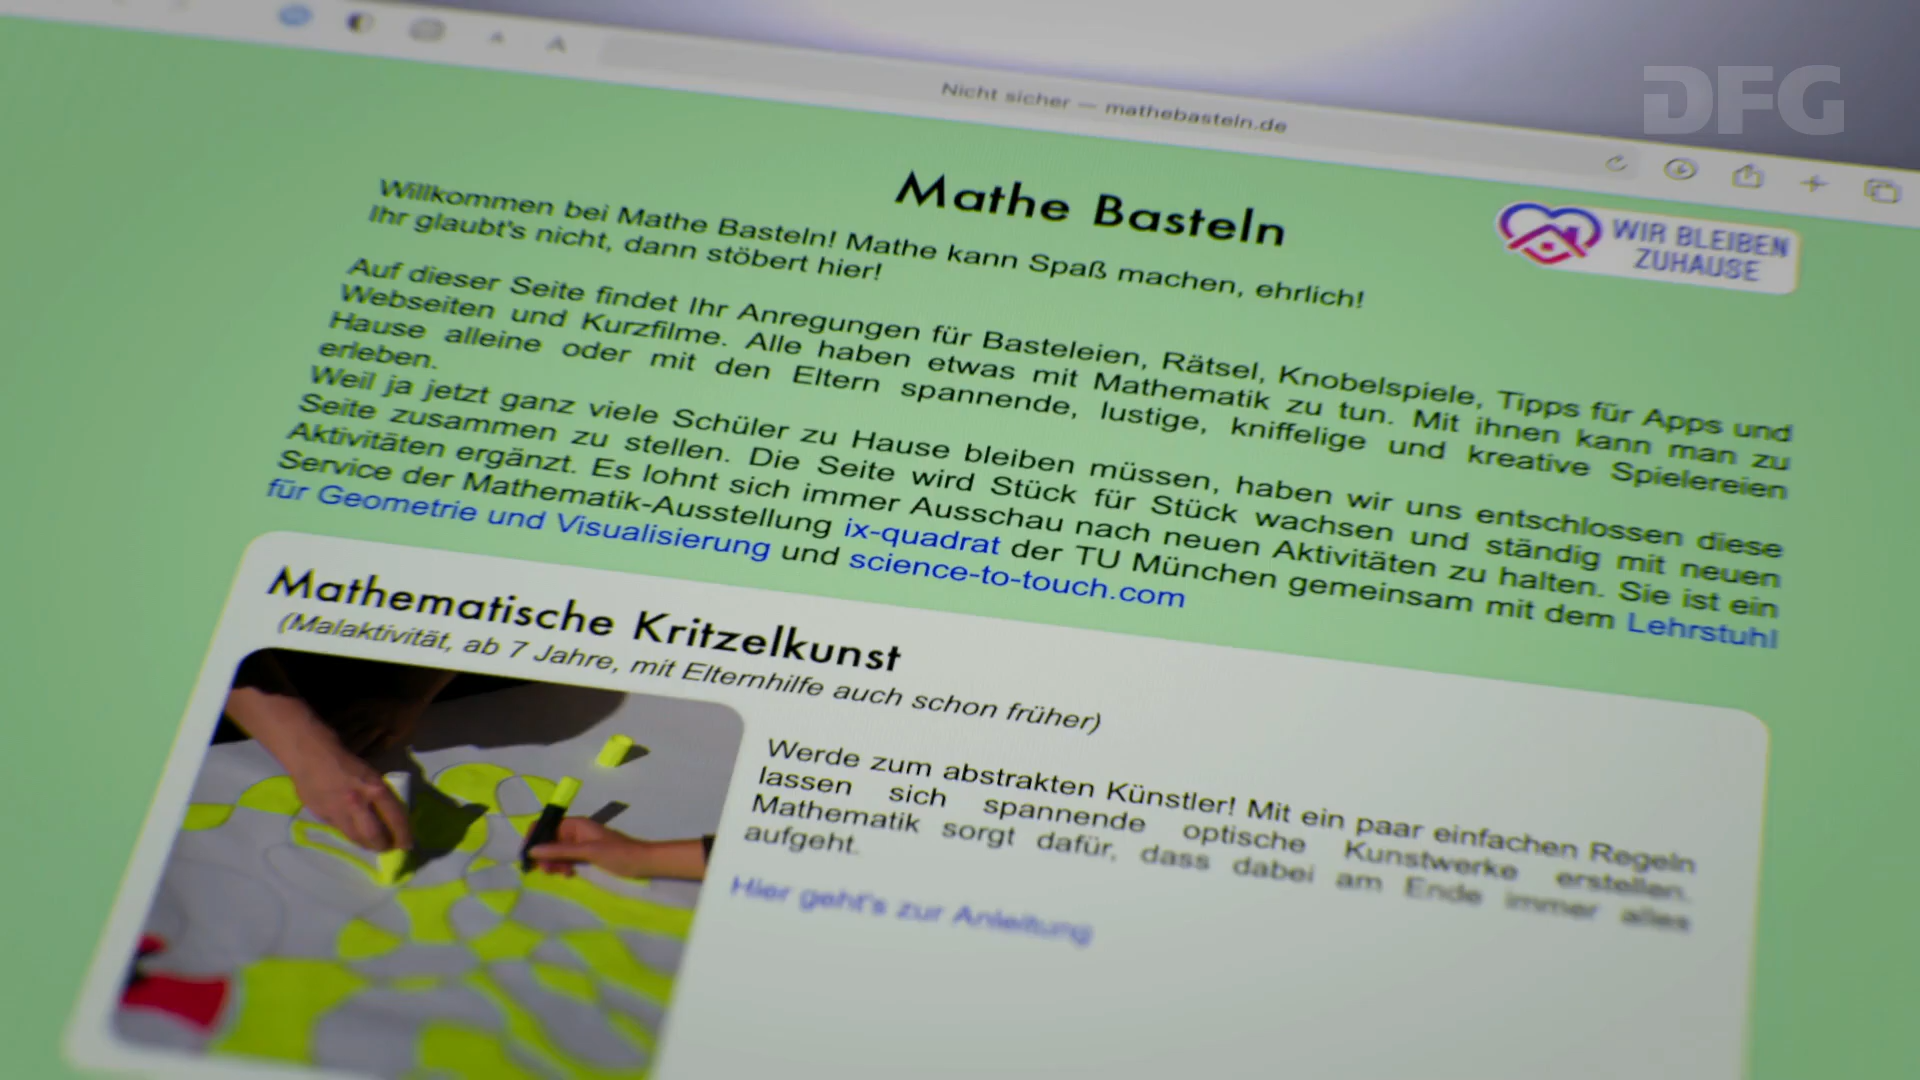 DFG
Nicht sicher — mathebasteln.de
Mathe Basteln
WIR BLEIBEN
ZUHAUSE
Willkommen bei Mathe Basteln! Mathe kann Spaß machen, ehrlich!
Ihr glaubt's nicht, dann stöbert hier!
Auf dieser Seite findet Ihr Anregungen für Basteleien, Rätsel, Knobelspiele, Tipps für Apps und
Webseiten und Kurzfilme. Alle haben etwas mit Mathematik zu tun. Mit ihnen kann man zu
Hause alleine oder mit den Eltern spannende, lustige, kniffelige und kreative Spielereien
erleben.
Weil ja jetzt ganz viele Schüler zu Hause bleiben müssen, haben wir uns entschlossen diese
Seite zusammen zu stellen. Die Seite wird Stück für Stück wachsen und ständig mit neuen
Aktivitäten ergänzt. Es lohnt sich immer Ausschau nach neuen Aktivitäten zu halten. Sie ist ein
Service der Mathematik-Ausstellung ix-quadrat der TU München gemeinsam mit dem Lehrstuhl
für Geometrie und Visualisierung und science-to-touch.com
Mathematische Kritzelkunst
(Malaktivität, ab 7 Jahre, mit Elternhilfe auch schon früher)
Werde zum abstrakten Künstler! Mit ein paar einfachen Regeln
lassen sich spannende optische Kunstwerke erstellen.
Mathematik sorgt dafür, dass dabei am Ende immer alles
aufgeht.
Hier geht's zur Anleitung